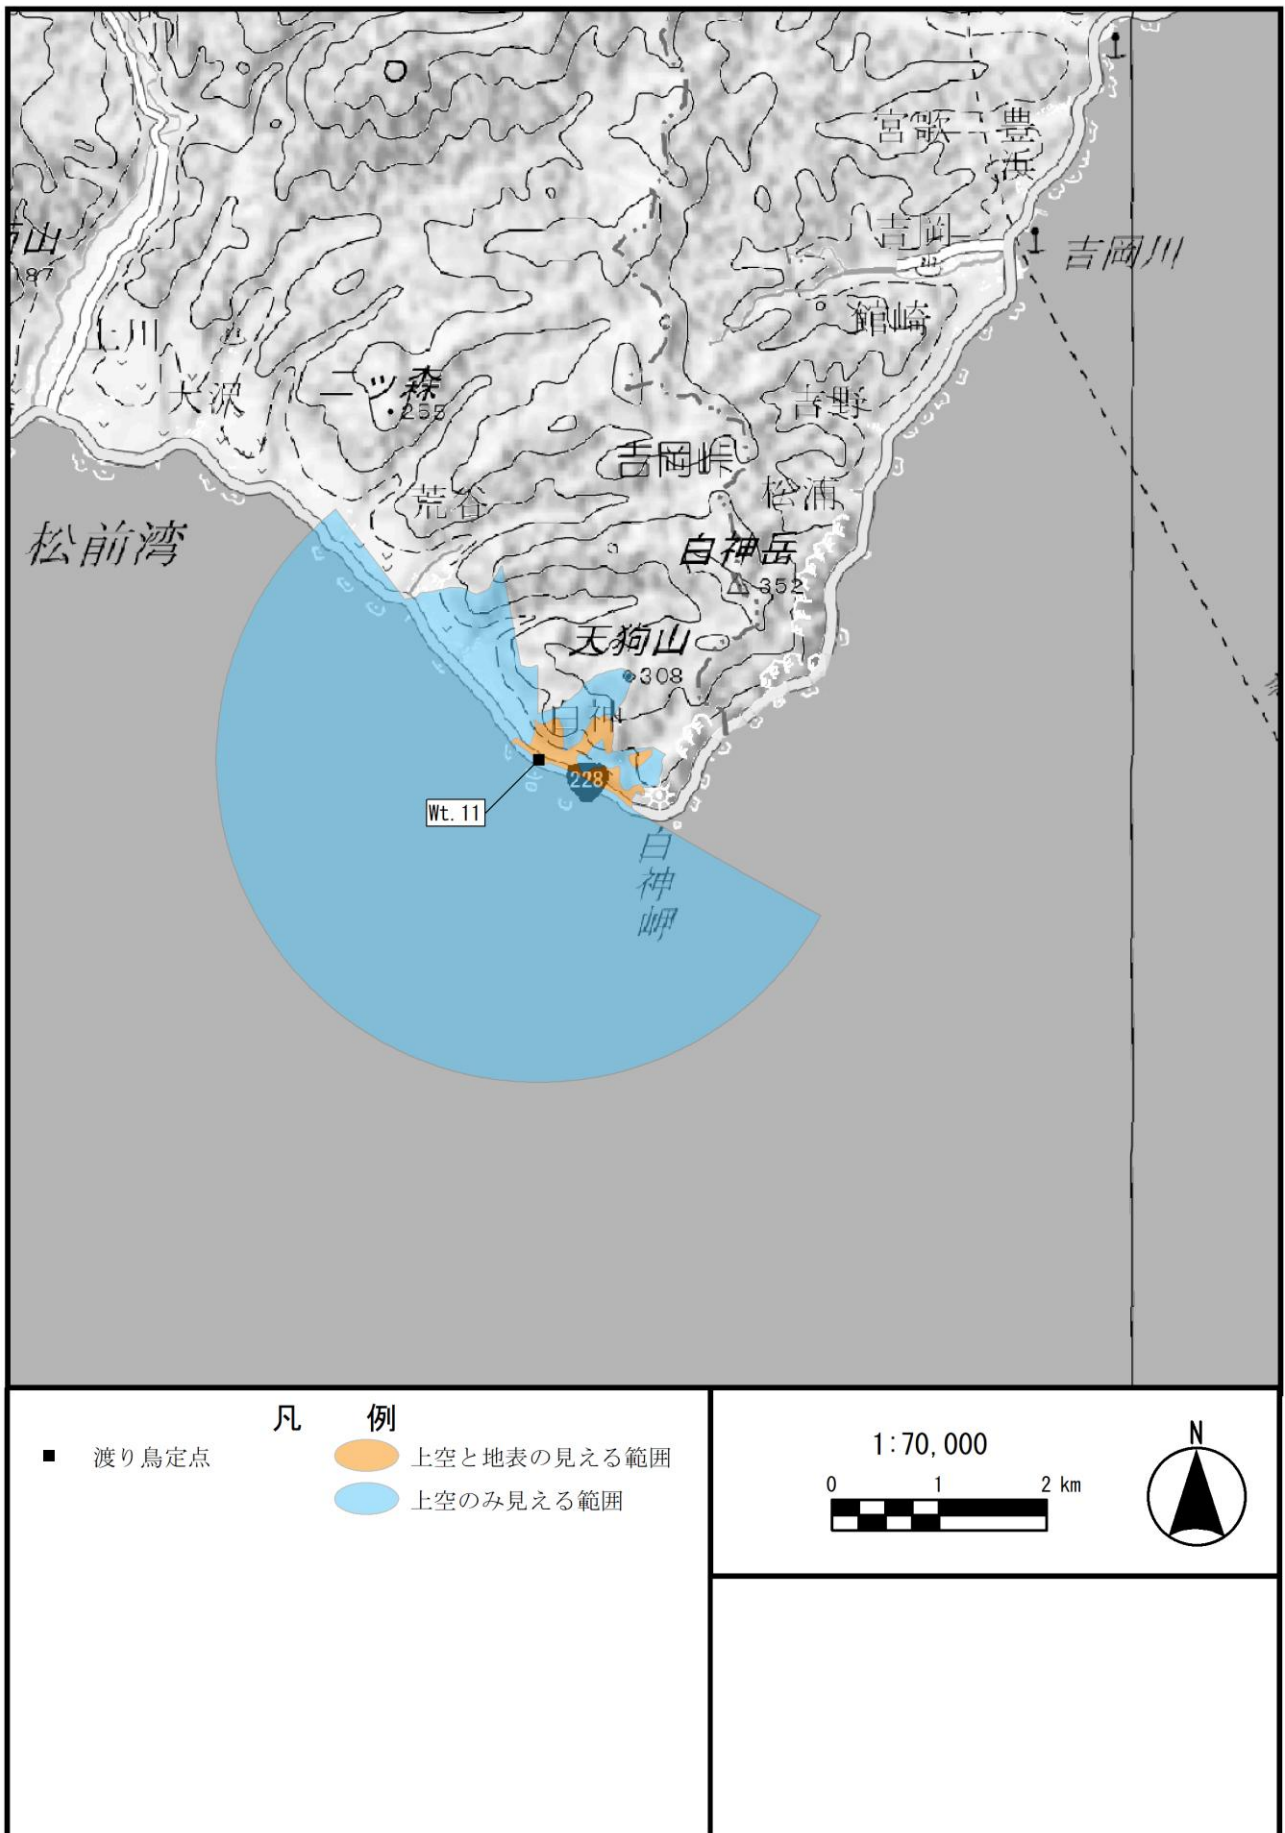 宮歌
豊浜
吉岡
吉岡川
山
187
館崎
上川
大沢
二ッ森
255
吉野
吉岡峠
荒谷
松浦
松前湾
白神岳
352
天狗山
308
白神
228
Wt. 11
白神岬
凡 例
渡り鳥定点
上空と地表の見える範囲
上空のみ見える範囲
1:70,000
0 1 2 km
N